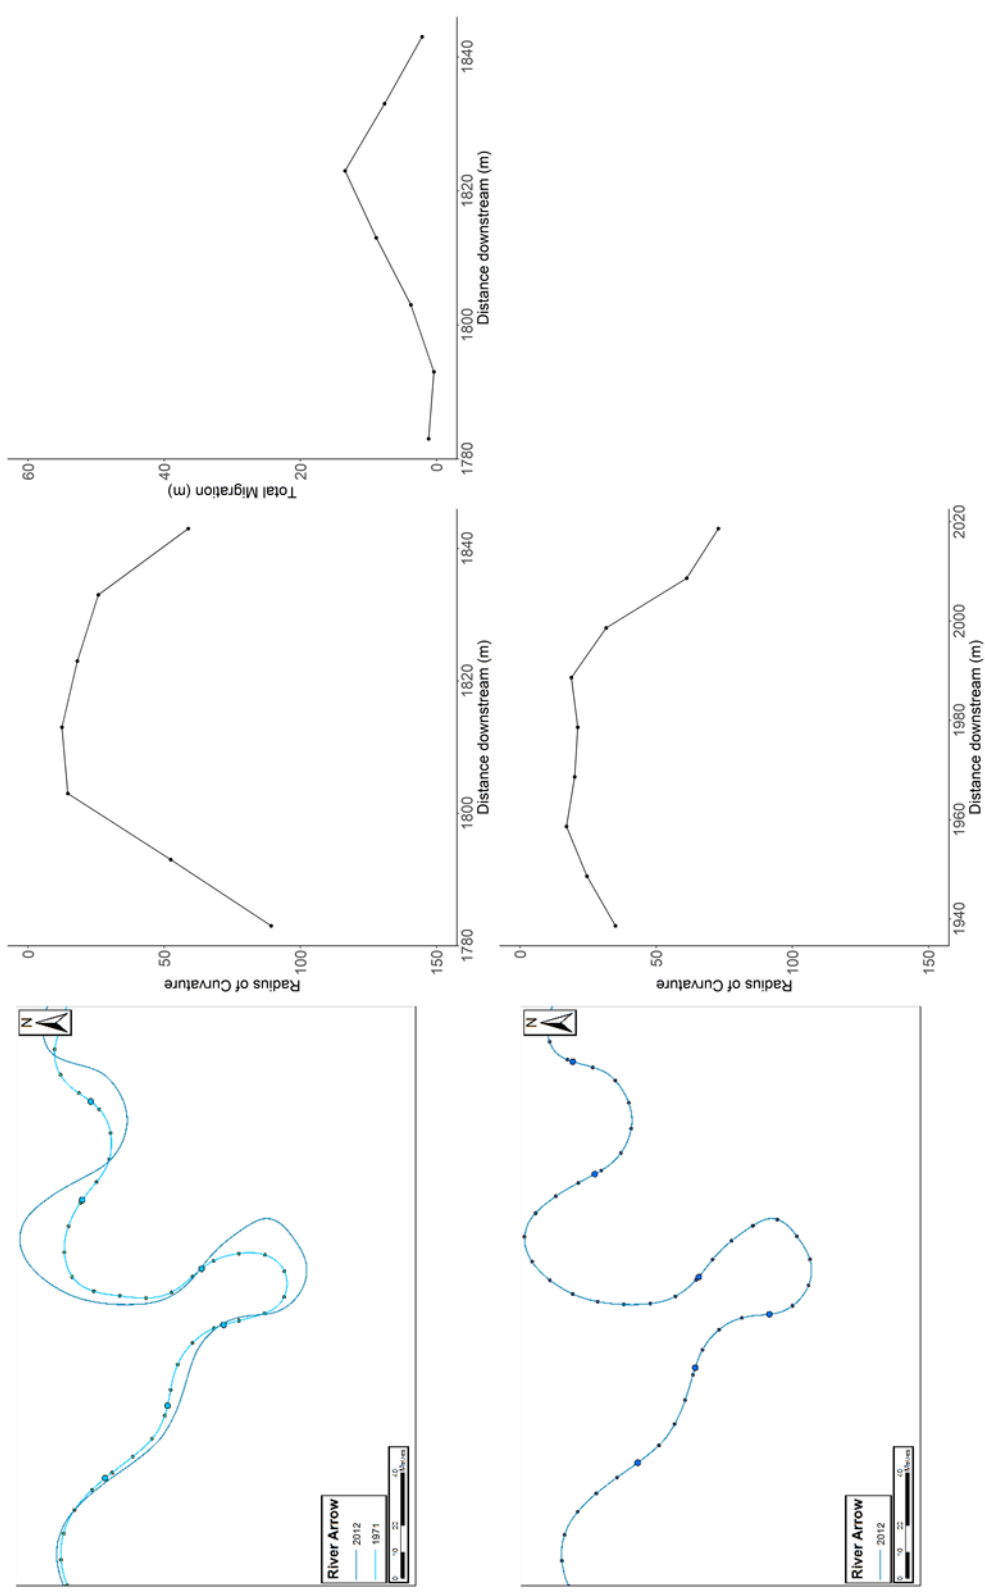 N
River Arrow
2012
1971
0 10 20 40
Metres
Radius of Curvature
0
50
100
150
1780 1800 1820 1840
Distance downstream (m)
Total Migration (m)
60
40
20
0
1780 1800 1820 1840
Distance downstream (m)
N
River Arrow
2012
0 10 20 40
Metres
Radius of Curvature
0
50
100
150
1940 1960 1980 2000 2020
Distance downstream (m)